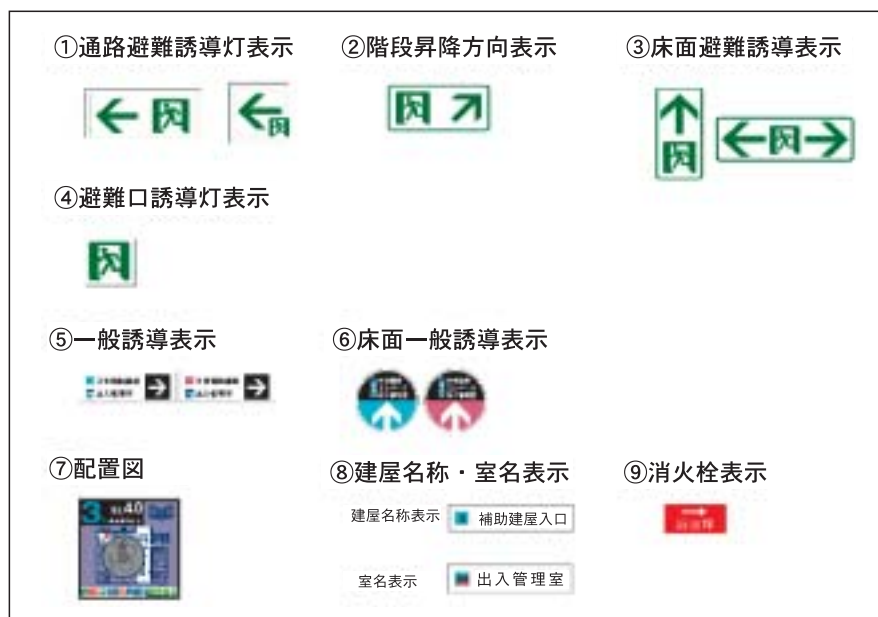 ①通路避難誘導灯表示
②階段昇降方向表示
③床面避難誘導表示
④避難口誘導灯表示
⑤一般誘導表示
⑥床面一般誘導表示
⑦配置図
3
40
⑧建屋名称・室名表示
建屋名称表示
補助建屋入口
室名表示
出入管理室
⑨消火栓表示